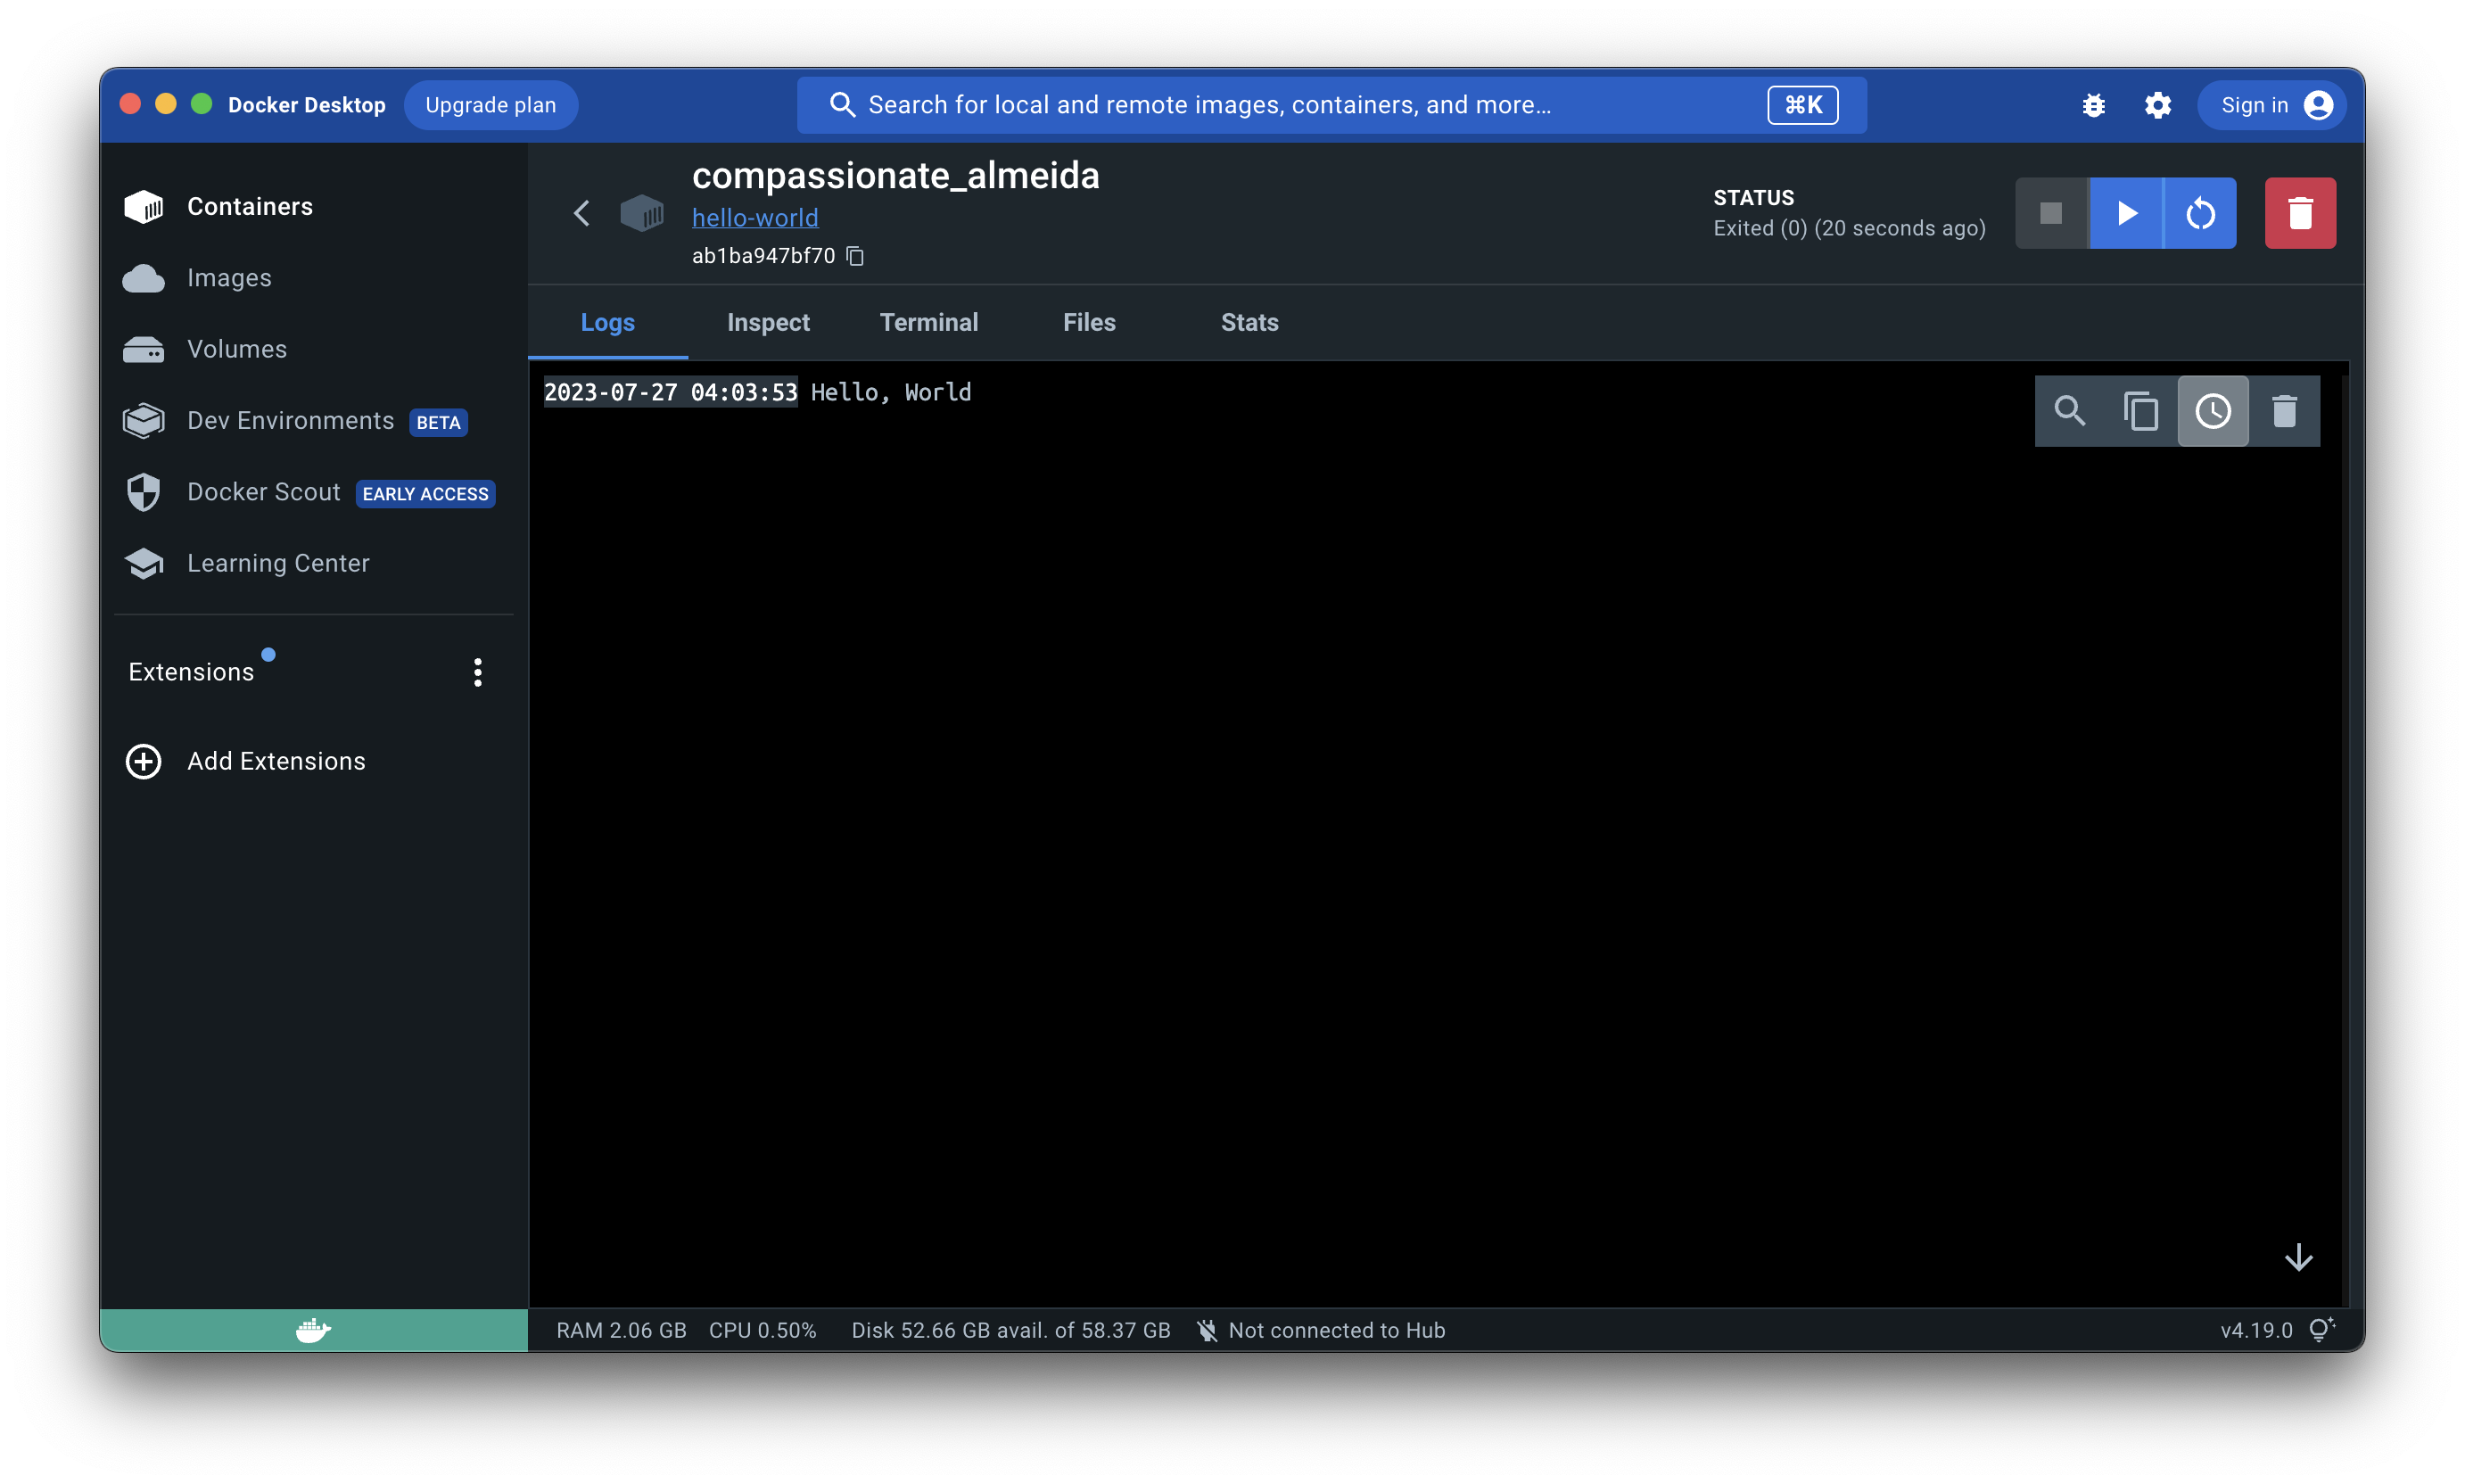 Docker Desktop Upgrade plan Search for local and remote images, containers, and more... ⌘K Sign in
Containers
Images
Volumes
Dev Environments BETA
Docker Scout EARLY ACCESS
Learning Center
Extensions
Add Extensions
compassionate_almeida
hello-world
ab1ba947bf70
STATUS
Exited (0) (20 seconds ago)
Logs Inspect Terminal Files Stats
2023-07-27 04:03:53 Hello, World
RAM 2.06 GB CPU 0.50% Disk 52.66 GB avail. of 58.37 GB Not connected to Hub v4.19.0